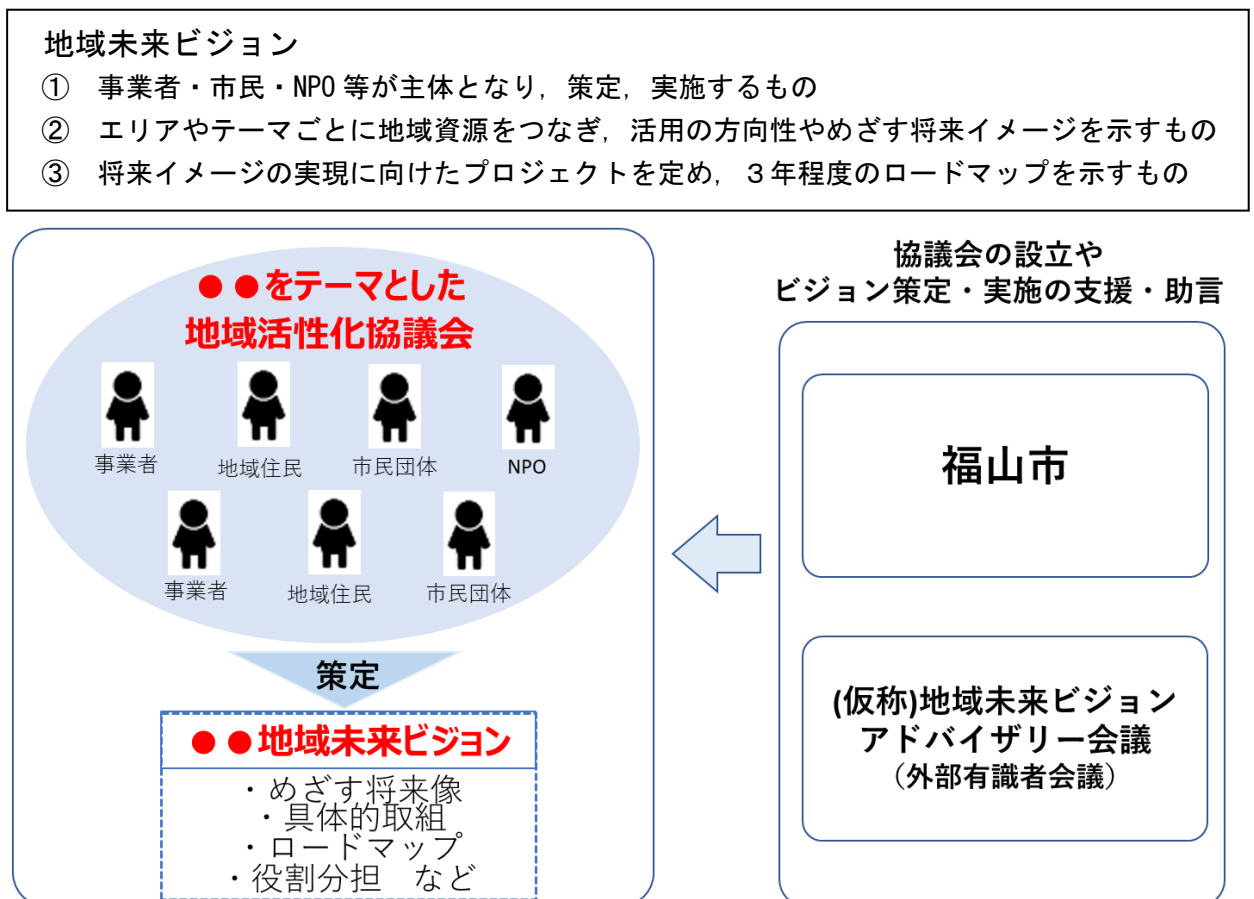 地域未来ビジョン
① 事業者・市民・NPO等が主体となり，策定，実施するもの
② エリアやテーマごとに地域資源をつなぎ，活用の方向性やめざす将来イメージを示すもの
③ 将来イメージの実現に向けたプロジェクトを定め，３年程度のロードマップを示すもの
●●をテーマとした
地域活性化協議会
事業者
地域住民
市民団体
NPO
事業者
地域住民
市民団体
策定
●●地域未来ビジョン
・めざす将来像
・具体的取組
・ロードマップ
・役割分担　など
協議会の設立や
ビジョン策定・実施の支援・助言
福山市
(仮称)地域未来ビジョン
アドバイザリー会議
（外部有識者会議）